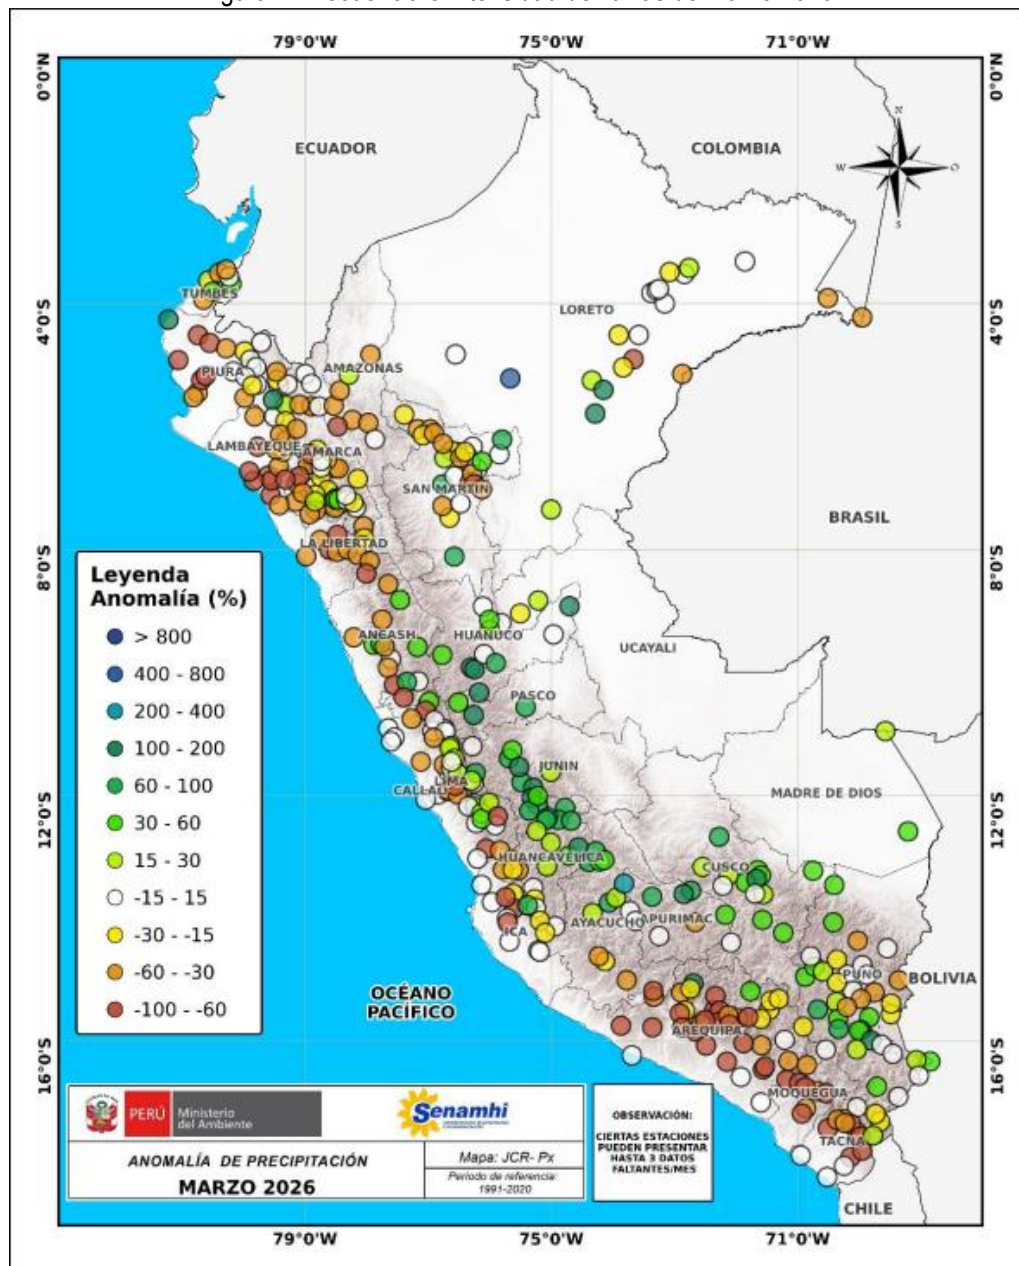 79°0'W 75°0'W 71°0'W
0°0'N 0°0'N
ECUADOR
COLOMBIA
N
W O
S
TUMBES
4°0'S 4°0'S
LORETO
PIURA
AMAZONAS
LAMBAYEQUE
CAJAMARCA
SAN MARTIN
BRASIL
LA LIBERTAD
8°0'S 8°0'S
Leyenda
Anomalía (%)
> 800
400 - 800
200 - 400
100 - 200
60 - 100
30 - 60
15 - 30
-15 - 15
-30 - -15
-60 - -30
-100 - -60
ANCASH
HUANUCO
UCAYALI
PASCO
JUNIN
LIMA
CALLAO
MADRE DE DIOS
12°0'S 12°0'S
HUANCAVELICA
CUSCO
AYACUCHO
APURIMAC
ICA
PUNO
BOLIVIA
OCÉANO
PACÍFICO
AREQUIPA
16°0'S 16°0'S
MOQUEGUA
TACNA
CHILE
PERÚ
Ministerio
del Ambiente
Senamhi
ANOMALÍA DE PRECIPITACIÓN
MARZO 2026
Mapa: JCR- Px
Periodo de referencia:
1991-2020
OBSERVACIÓN:
CIERTAS ESTACIONES
PUEDEN PRESENTAR
HASTA 3 DATOS
FALTANTES/MES
79°0'W 75°0'W 71°0'W